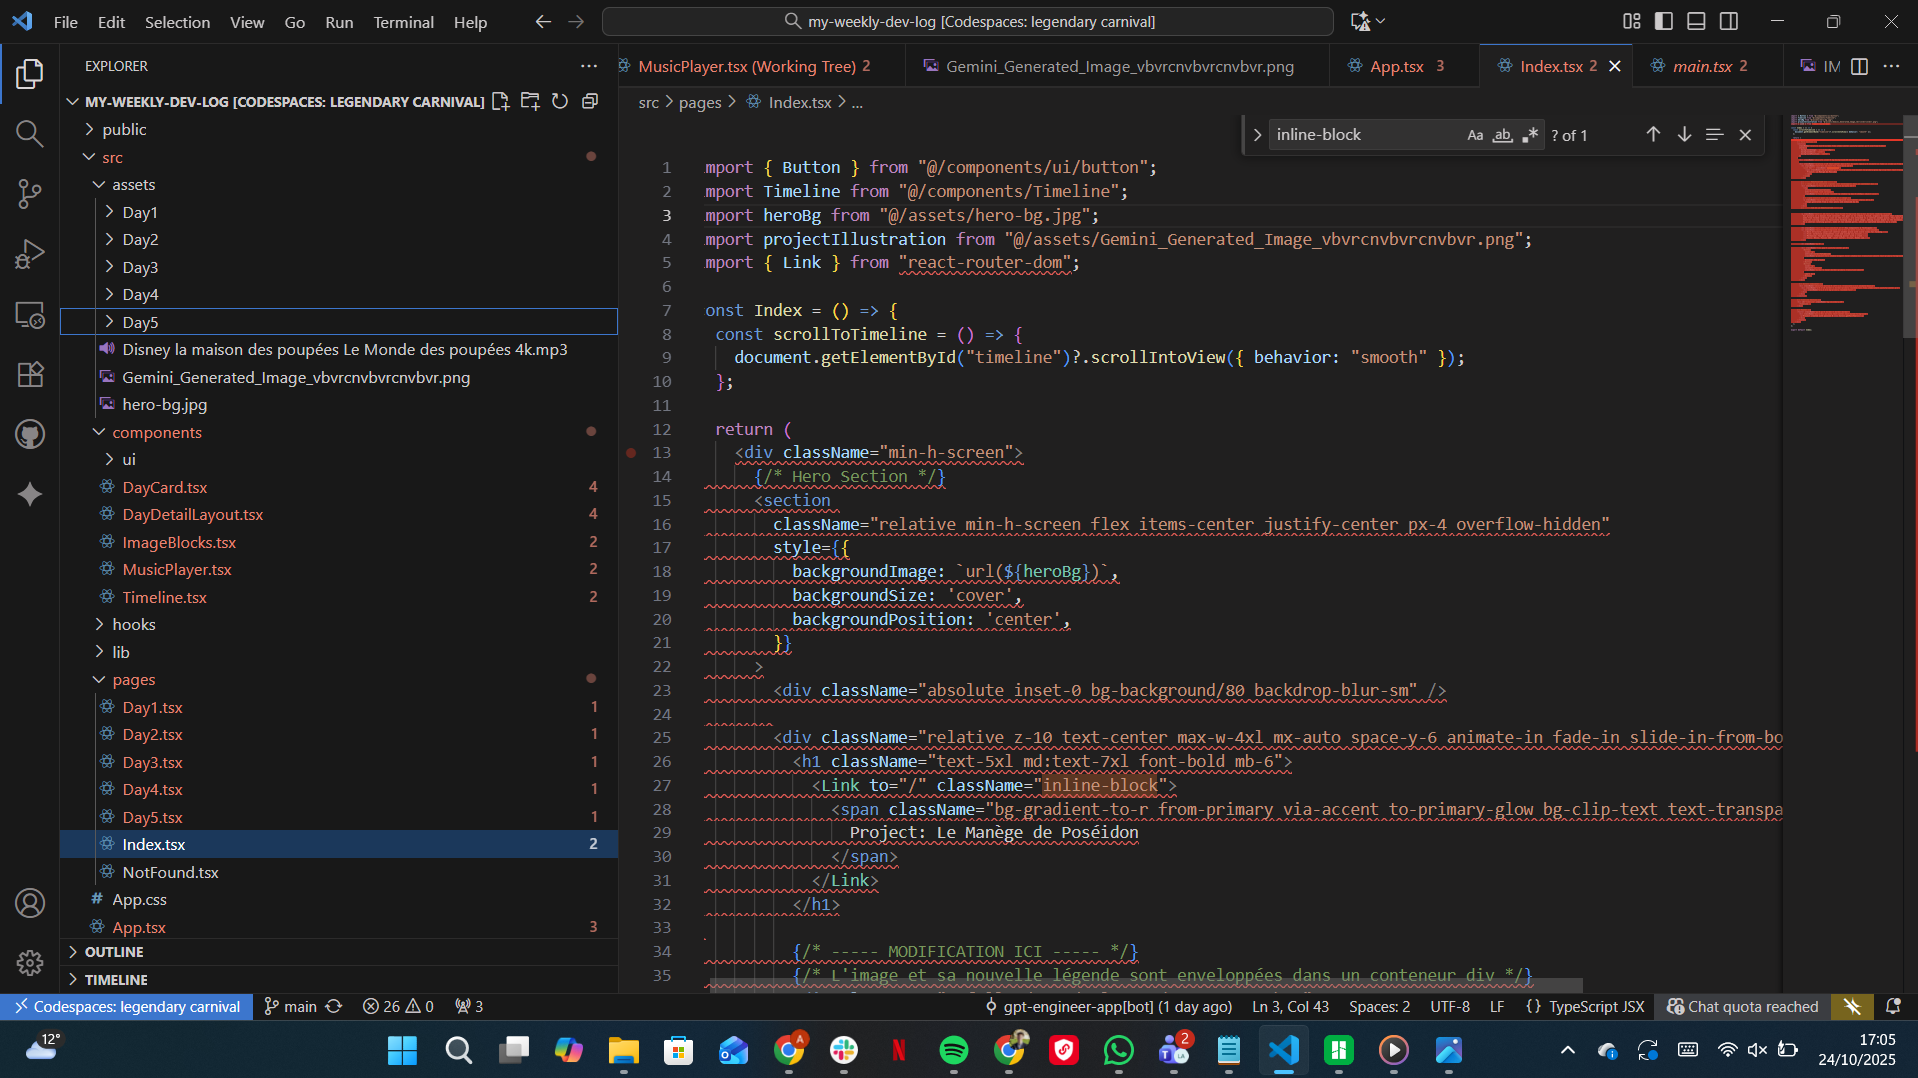 File Edit Selection View Go Run Terminal Help
my-weekly-dev-log [Codespaces: legendary carnival]
EXPLORER
MY-WEEKLY-DEV-LOG [CODESPACES: LEGENDARY CARNIVAL]
public
src
assets
Day1
Day2
Day3
Day4
Day5
Disney la maison des poupées Le Monde des poupées 4k.mp3
Gemini_Generated_Image_vbvrcnvbvrcnvbvr.png
hero-bg.jpg
components
ui
DayCard.tsx 4
DayDetailLayout.tsx 4
ImageBlocks.tsx 2
MusicPlayer.tsx 2
Timeline.tsx 2
hooks
lib
pages
Day1.tsx 1
Day2.tsx 1
Day3.tsx 1
Day4.tsx 1
Day5.tsx 1
Index.tsx 2
NotFound.tsx
# App.css
App.tsx 3
OUTLINE
TIMELINE
MusicPlayer.tsx (Working Tree) 2
Gemini_Generated_Image_vbvrcnvbvrcnvbvr.png
App.tsx 3
Index.tsx 2
main.tsx 2
IM
src > pages > Index.tsx > ...
inline-block Aa ab ? of 1
1 mport { Button } from "@/components/ui/button";
2 mport Timeline from "@/components/Timeline";
3 mport heroBg from "@/assets/hero-bg.jpg";
4 mport projectIllustration from "@/assets/Gemini_Generated_Image_vbvrcnvbvrcnvbvr.png";
5 mport { Link } from "react-router-dom";
6
7 onst Index = () => {
8 const scrollToTimeline = () => {
9 document.getElementById("timeline")?.scrollIntoView({ behavior: "smooth" });
10 };
11
12 return (
13 <div className="min-h-screen">
14 {/* Hero Section */}
15 <section
16 className="relative min-h-screen flex items-center justify-center px-4 overflow-hidden"
17 style={{
18 backgroundImage: `url(${heroBg})`,
19 backgroundSize: 'cover',
20 backgroundPosition: 'center',
21 }}
22 >
23 <div className="absolute inset-0 bg-background/80 backdrop-blur-sm" />
24
25 <div className="relative z-10 text-center max-w-4xl mx-auto space-y-6 animate-in fade-in slide-in-from-bo
26 <h1 className="text-5xl md:text-7xl font-bold mb-6">
27 <Link to="/" className="inline-block">
28 <span className="bg-gradient-to-r from-primary via-accent to-primary-glow bg-clip-text text-transpa
29 Project: Le Manège de Poséidon
30 </span>
31 </Link>
32 </h1>
33
34 {/* ----- MODIFICATION ICI ----- */}
35 {/* L'image et sa nouvelle légende sont enveloppées dans un conteneur div */}
Codespaces: legendary carnival main 26 0 3 gpt-engineer-app[bot] (1 day ago) Ln 3, Col 43 Spaces: 2 UTF-8 LF {} TypeScript JSX Chat quota reached
12°
A
2
17:05
24/10/2025